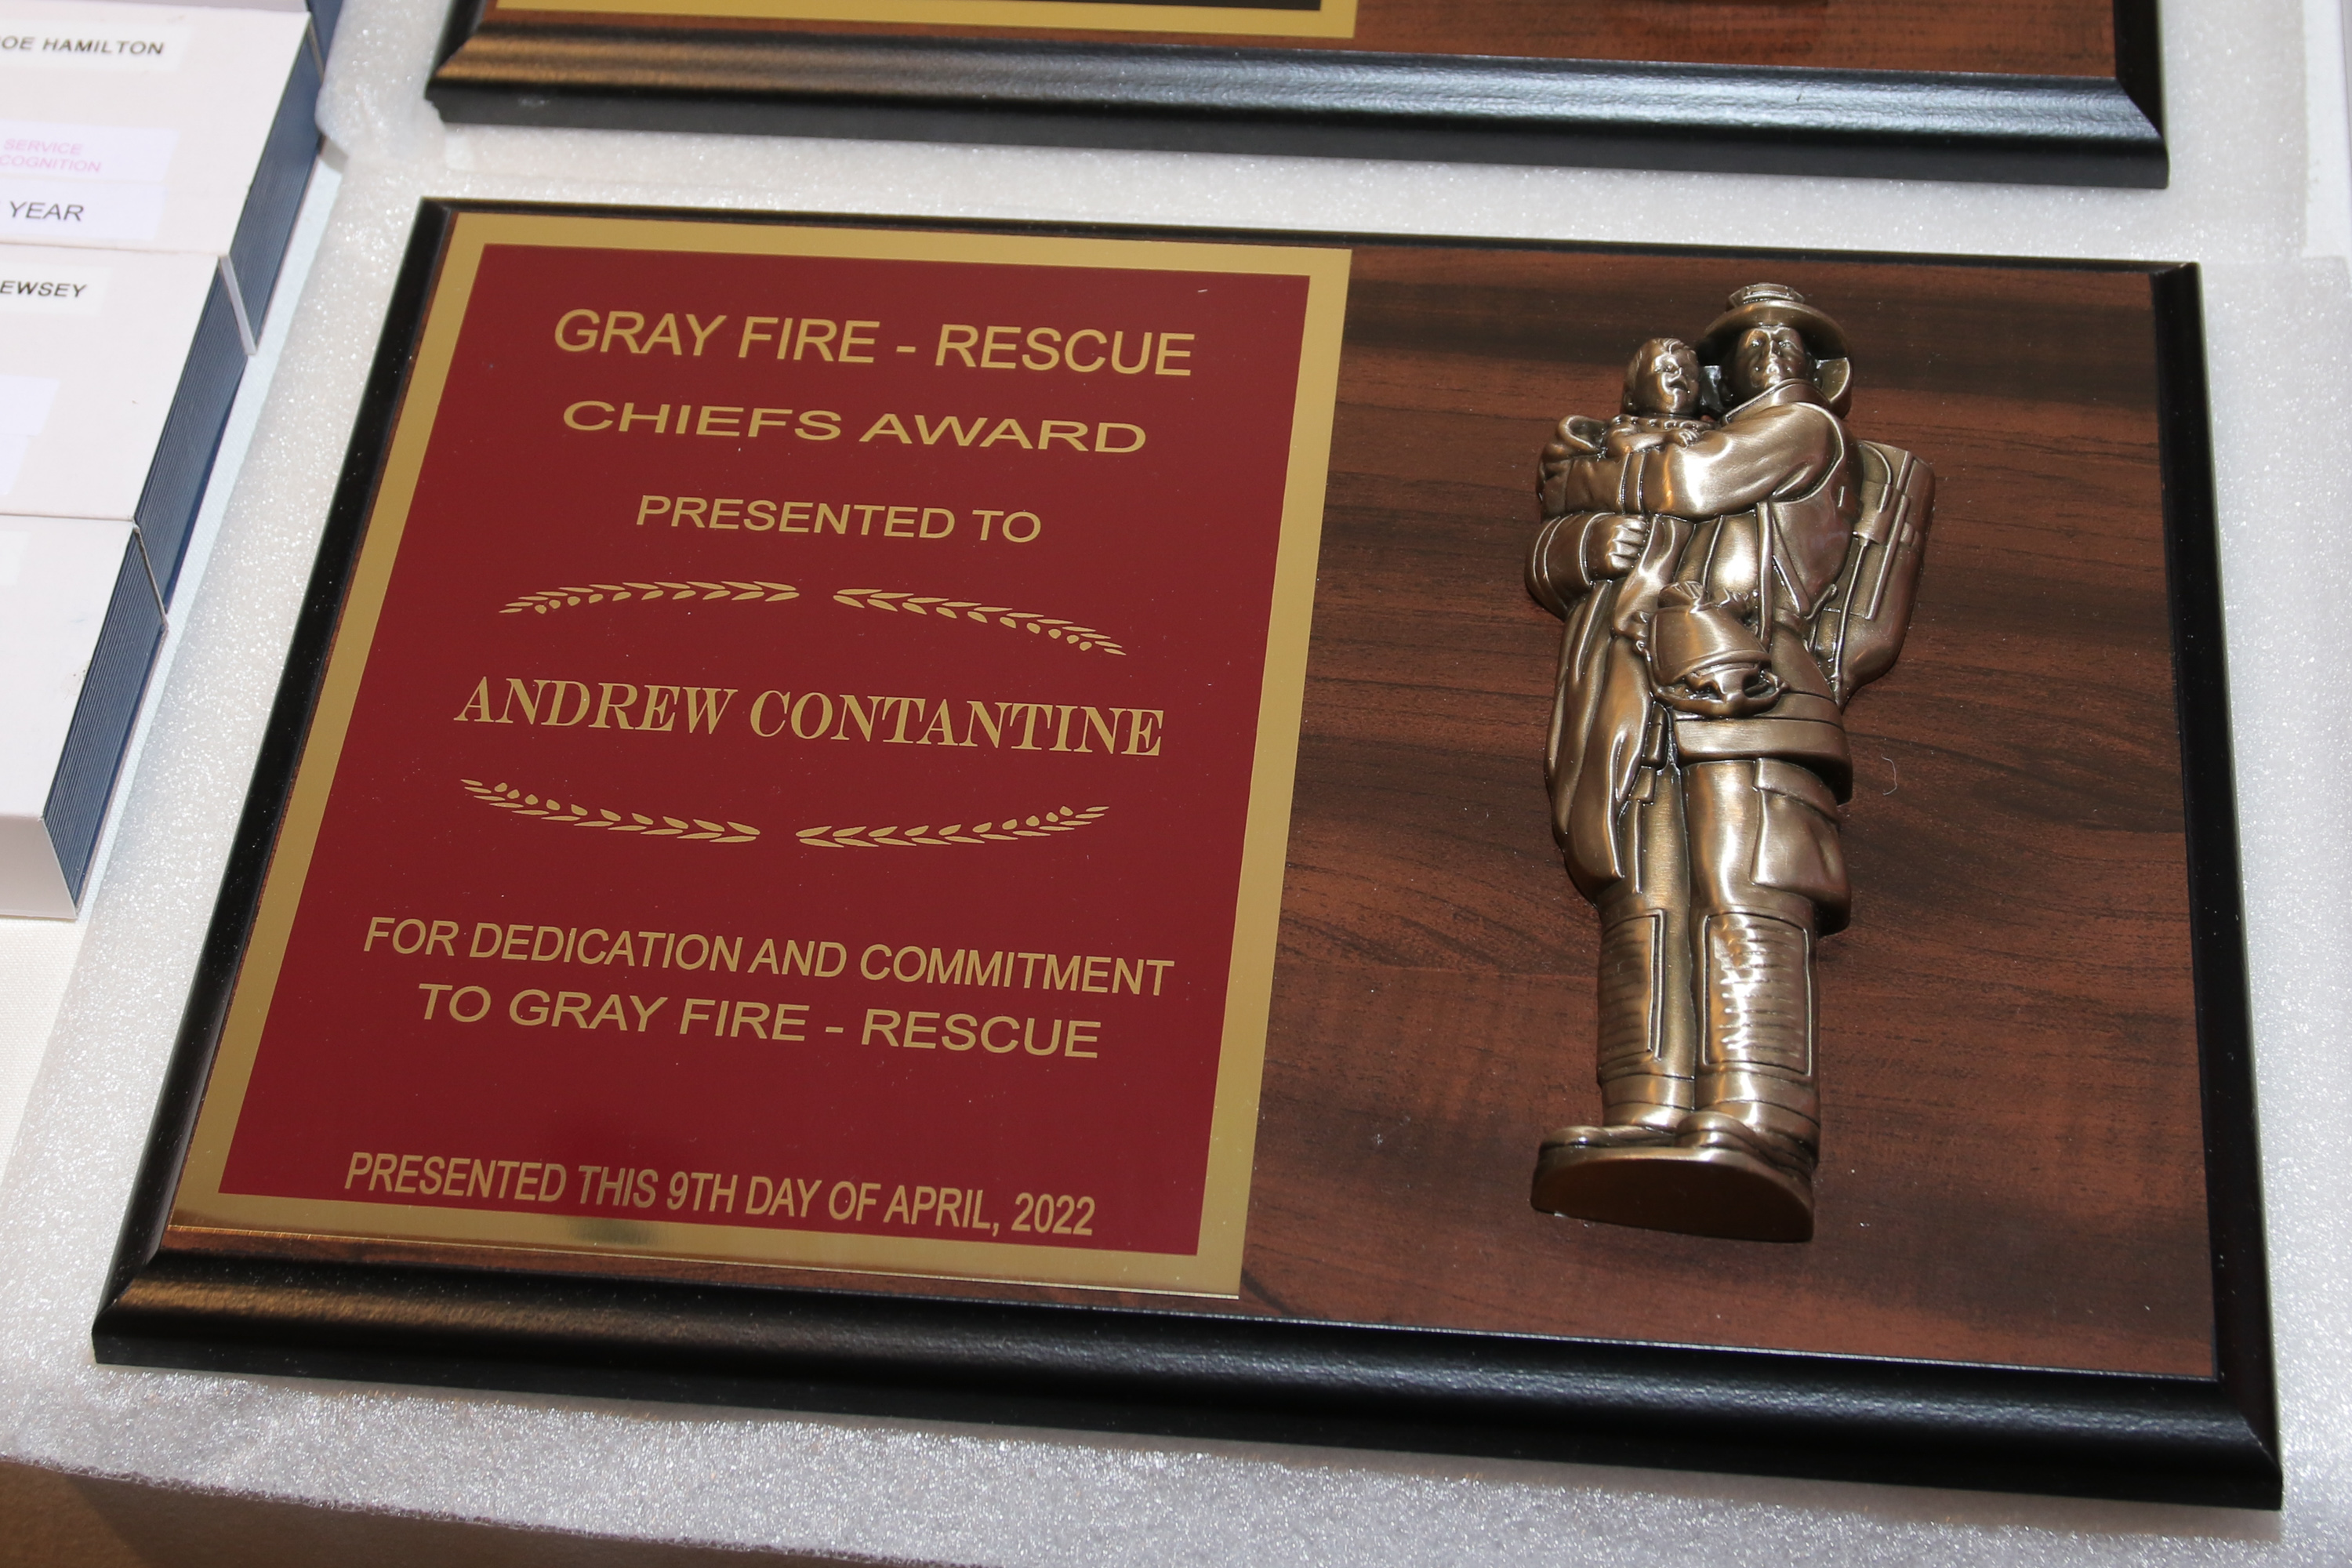 OE HAMILTON
SERVICE
COGNITION
YEAR
EWSEY
GRAY FIRE - RESCUE
CHIEFS AWARD
PRESENTED TO
ANDREW CONTANTINE
FOR DEDICATION AND COMMITMENT
TO GRAY FIRE - RESCUE
PRESENTED THIS 9TH DAY OF APRIL, 2022